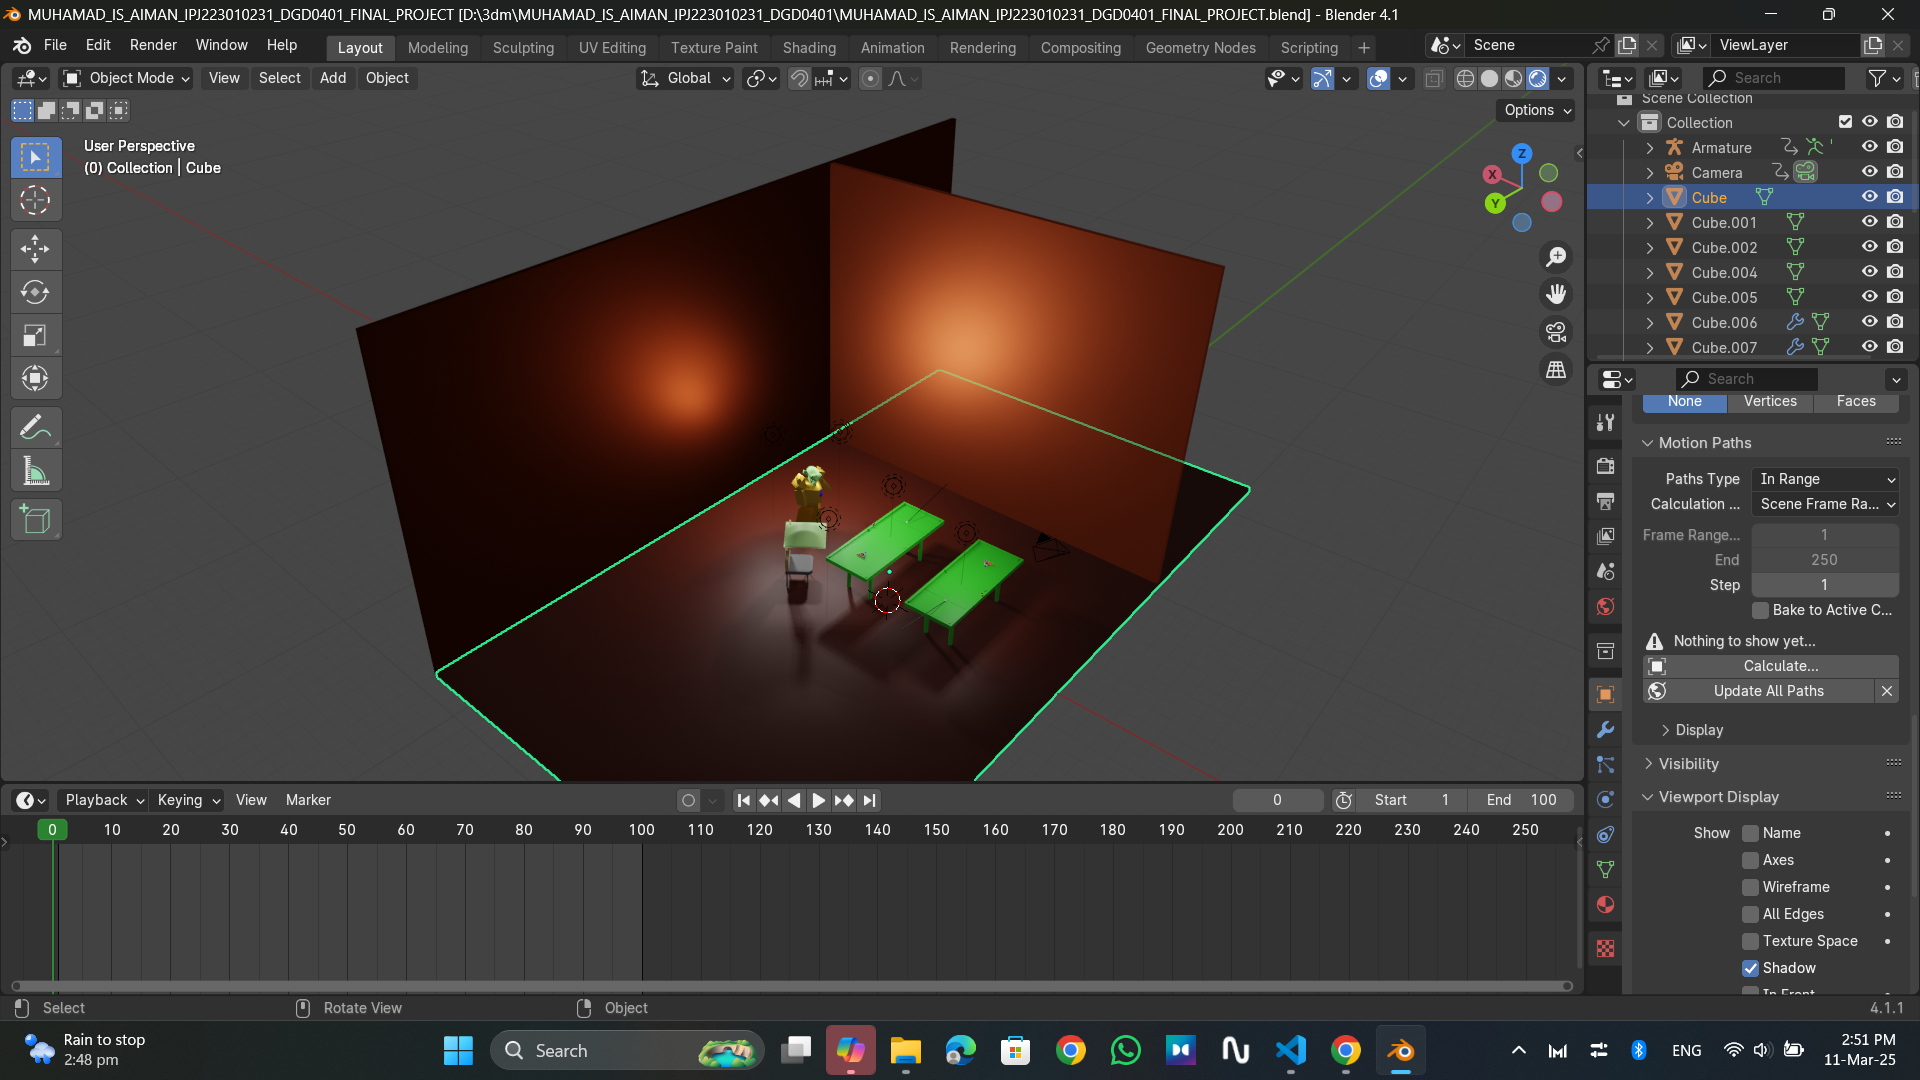 MUHAMAD_IS_AIMAN_IPJ223010231_DGD0401_FINAL_PROJECT [D:\3dm\MUHAMAD_IS_AIMAN_IPJ223010231_DGD0401\MUHAMAD_IS_AIMAN_IPJ223010231_DGD0401_FINAL_PROJECT.blend] - Blender 4.1
File Edit Render Window Help Layout Modeling Sculpting UV Editing Texture Paint Shading Animation Rendering Compositing Geometry Nodes Scripting + Scene ViewLayer
Object Mode View Select Add Object Global Search
Options
User Perspective
(0) Collection | Cube
Z
X
Y
Scene Collection
Collection
Armature
Camera
Cube
Cube.001
Cube.002
Cube.004
Cube.005
Cube.006
Cube.007
Search
None Vertices Faces
Motion Paths
Paths Type In Range
Calculation ... Scene Frame Ra...
Frame Range... 1
End 250
Step 1
Bake to Active C...
Nothing to show yet...
Calculate...
Update All Paths
Display
Visibility
Viewport Display
Show Name
Axes
Wireframe
All Edges
Texture Space
Shadow
In Front
Playback Keying View Marker 0 Start 1 End 100
0 10 20 30 40 50 60 70 80 90 100 110 120 130 140 150 160 170 180 190 200 210 220 230 240 250
Select Rotate View Object 4.1.1
Rain to stop
2:48 pm
Search
ENG
2:51 PM
11-Mar-25